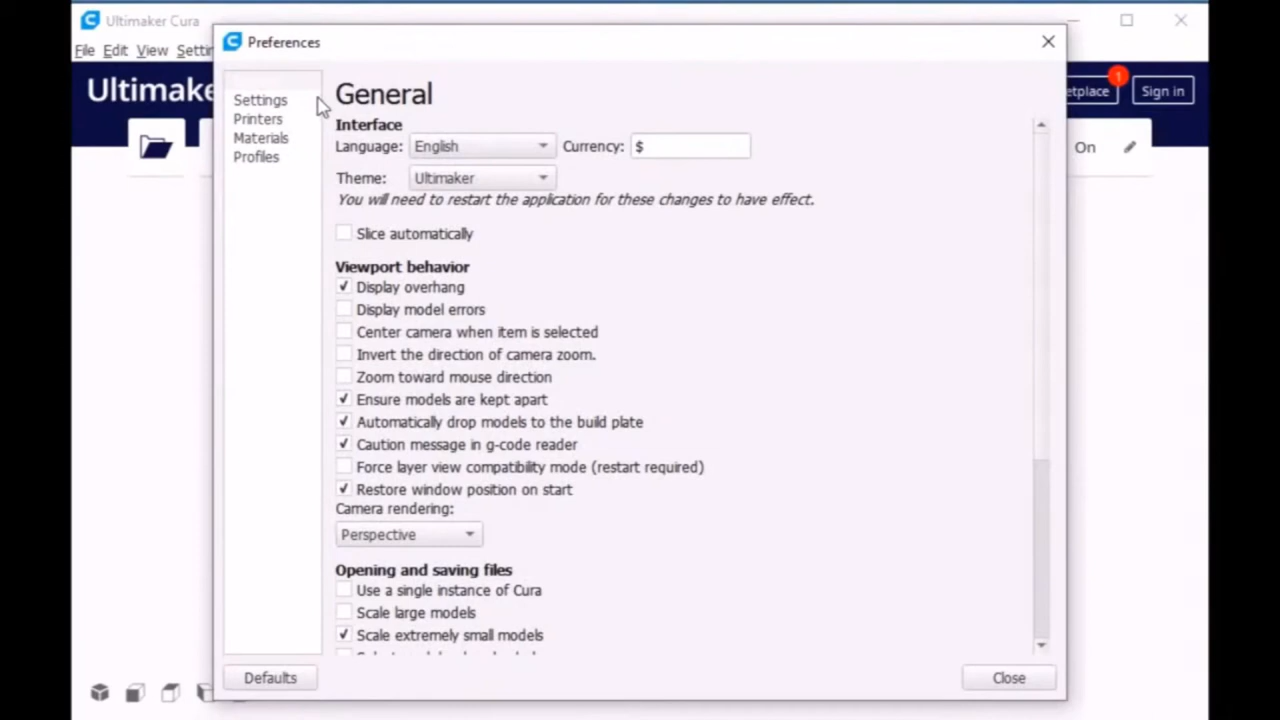 Ultimaker Cura
File Edit View Settin
Preferences
Ultimake
etplace
1
Sign in
On
Settings
Printers
Materials
Profiles
General
Interface
Language: English Currency: $
Theme: Ultimaker
You will need to restart the application for these changes to have effect.
Slice automatically
Viewport behavior
Display overhang
Display model errors
Center camera when item is selected
Invert the direction of camera zoom.
Zoom toward mouse direction
Ensure models are kept apart
Automatically drop models to the build plate
Caution message in g-code reader
Force layer view compatibility mode (restart required)
Restore window position on start
Camera rendering:
Perspective
Opening and saving files
Use a single instance of Cura
Scale large models
Scale extremely small models
Defaults
Close